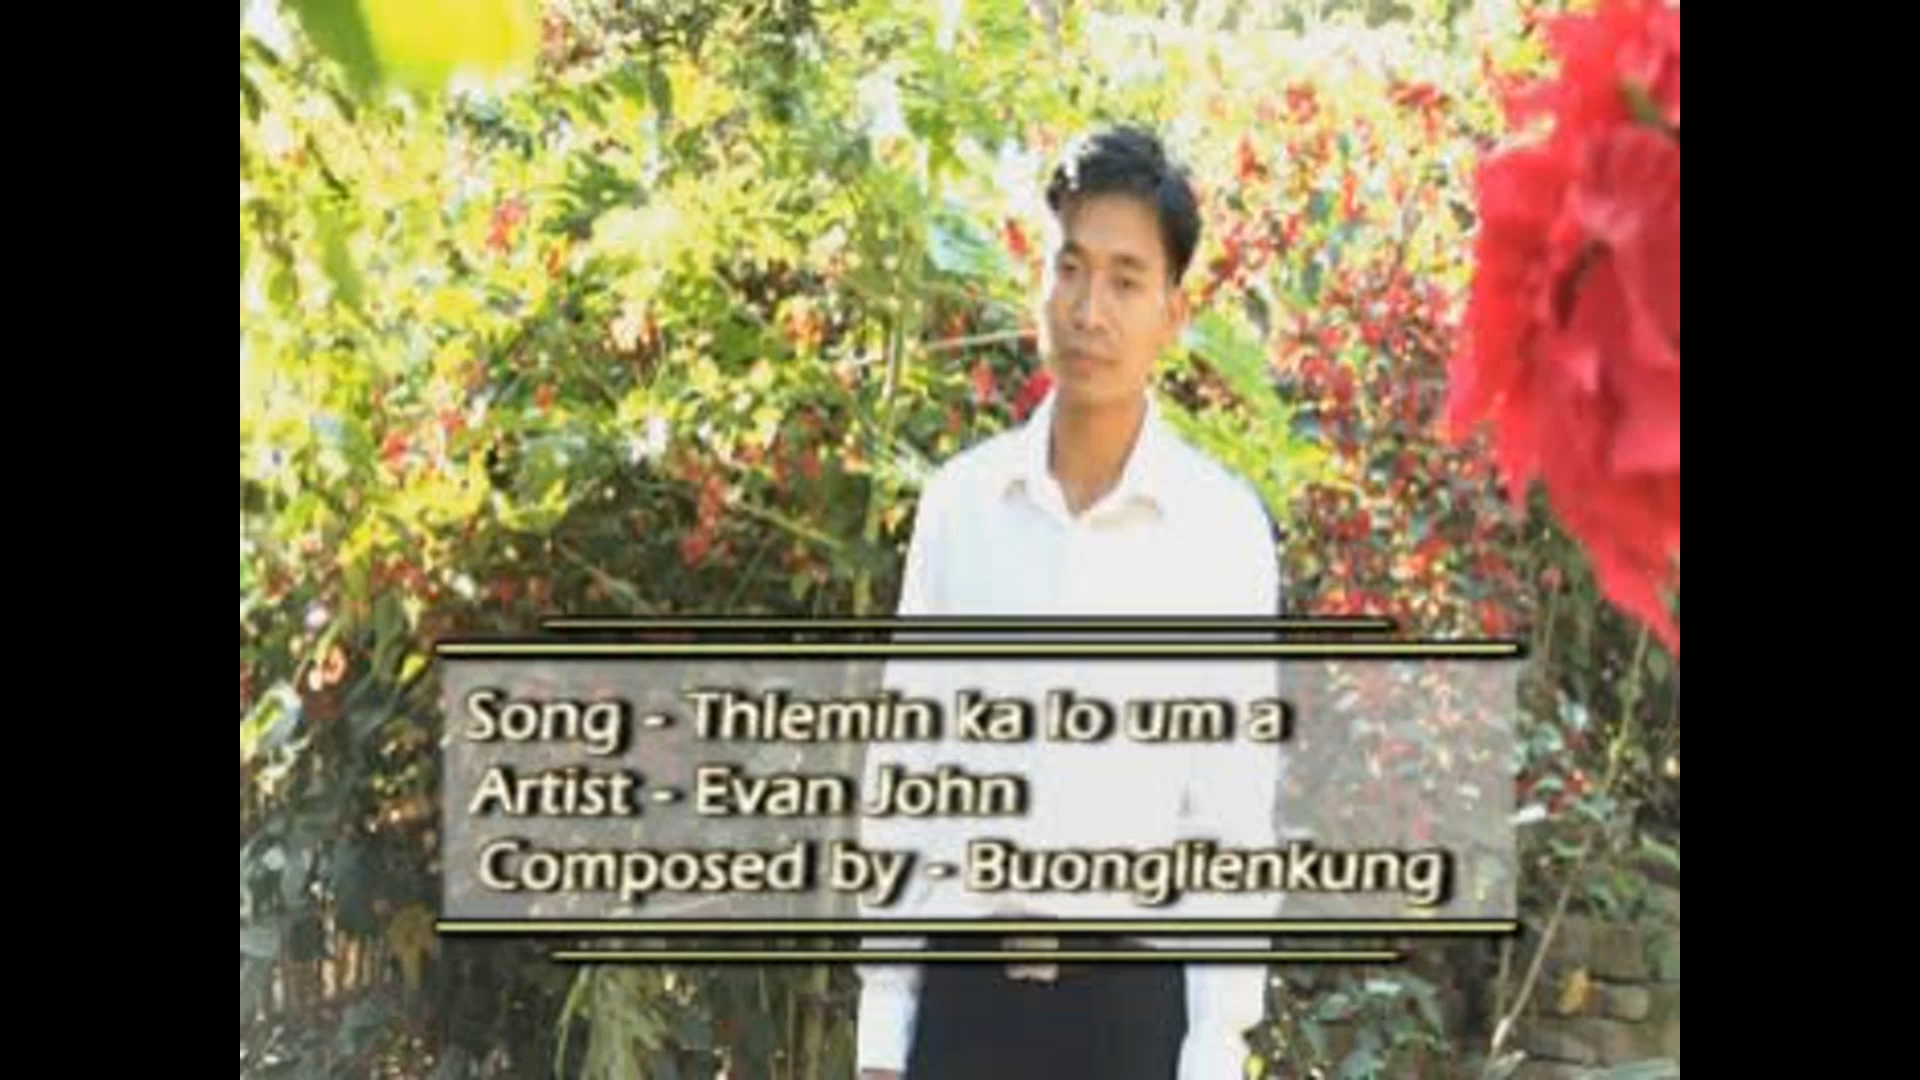 Song - Thlemin ka lo um a
Artist - Evan John
Composed by - Buonglienkung